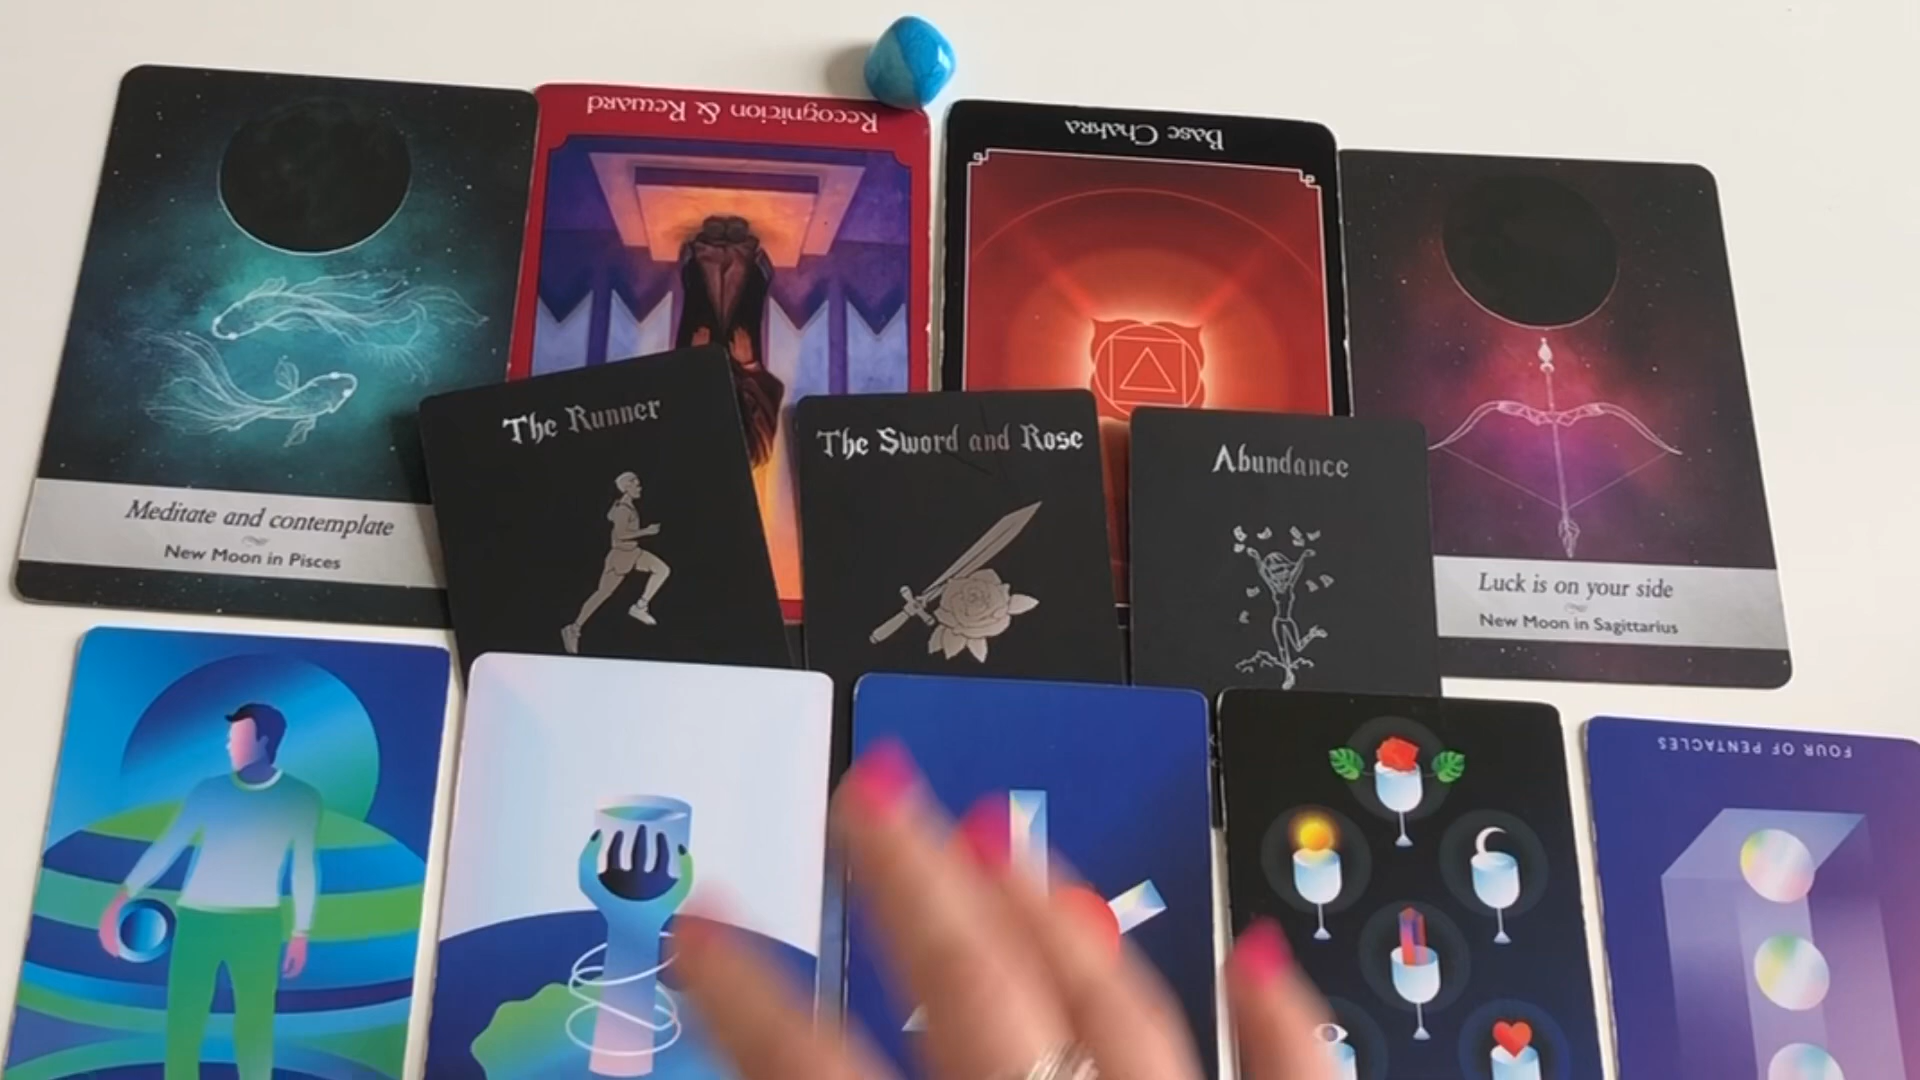 Recognition & Reward
Base Chakra
The Runner
The Sword and Rose
Abundance
Meditate and contemplate
New Moon in Pisces
Luck is on your side
New Moon in Sagittarius
FOUR OF PENTACLES